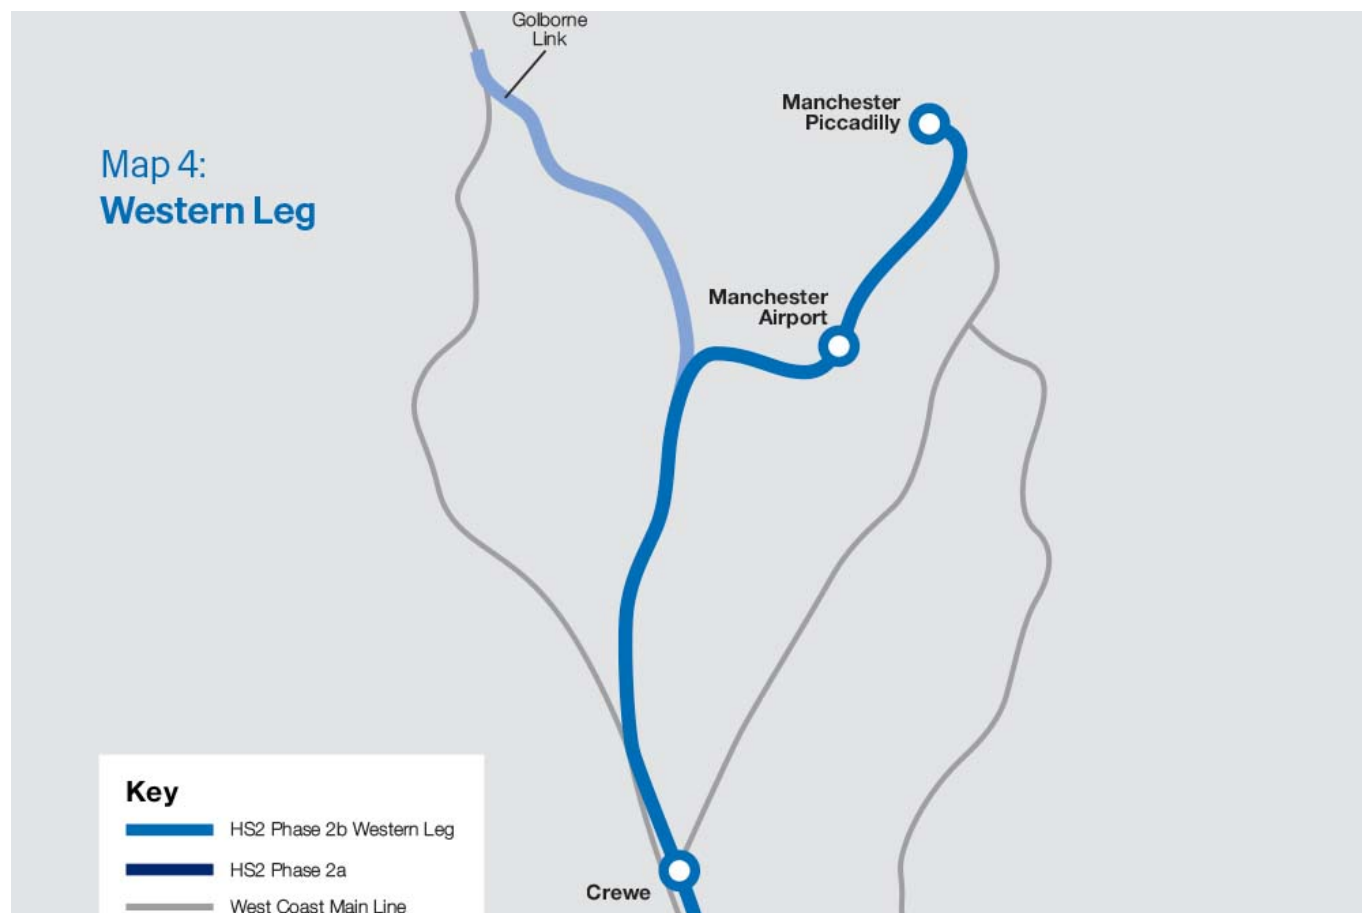 Golborne
Link
Manchester
Piccadilly
Map 4:
Western Leg
Manchester
Airport
Key
HS2 Phase 2b Western Leg
HS2 Phase 2a
West Coast Main Line
Crewe